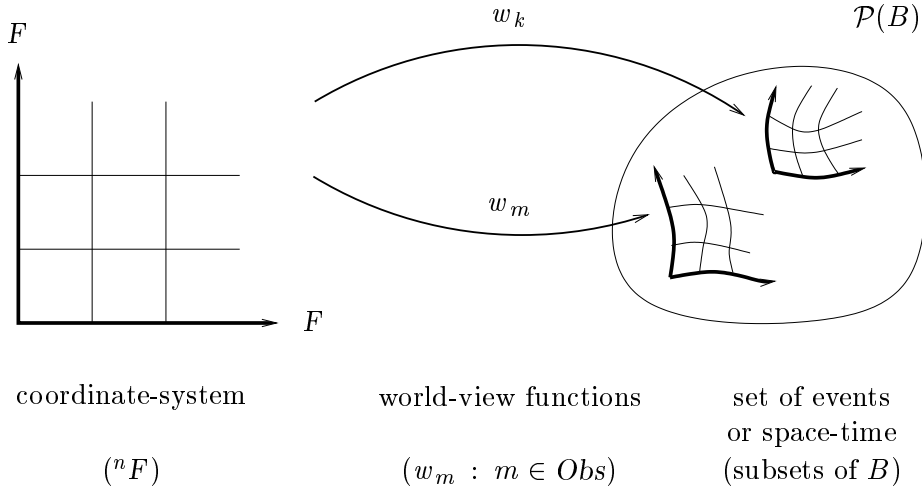 w_k
𝒫(B)
F
w_m
F
coordinate-system
(ⁿF)
world-view functions
(w_m : m ∈ Obs)
set of events
or space-time
(subsets of B)